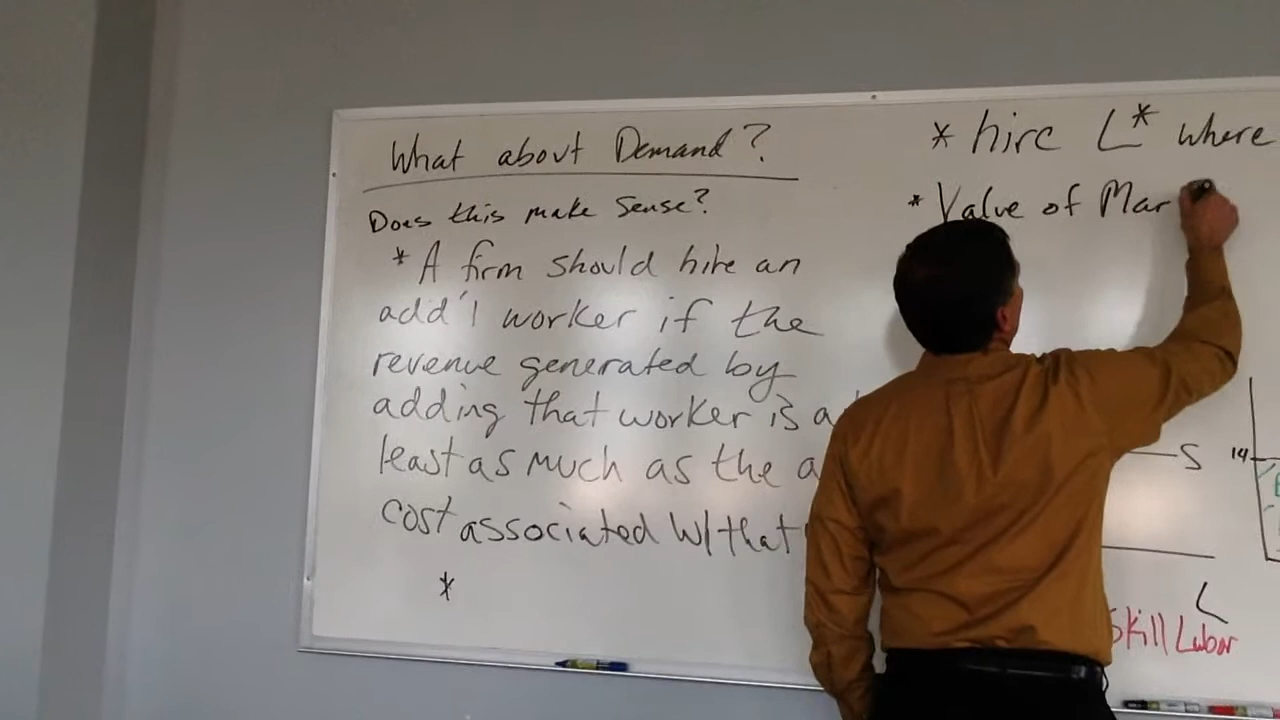 What about Demand?
Does this make Sense?
* A firm should hire an
add'l worker if the
revenue generated by
adding that worker is
least as much as the
cost associated w/that
*
* hire L* where
* Value of Mar
S
14
L
Skill Labor